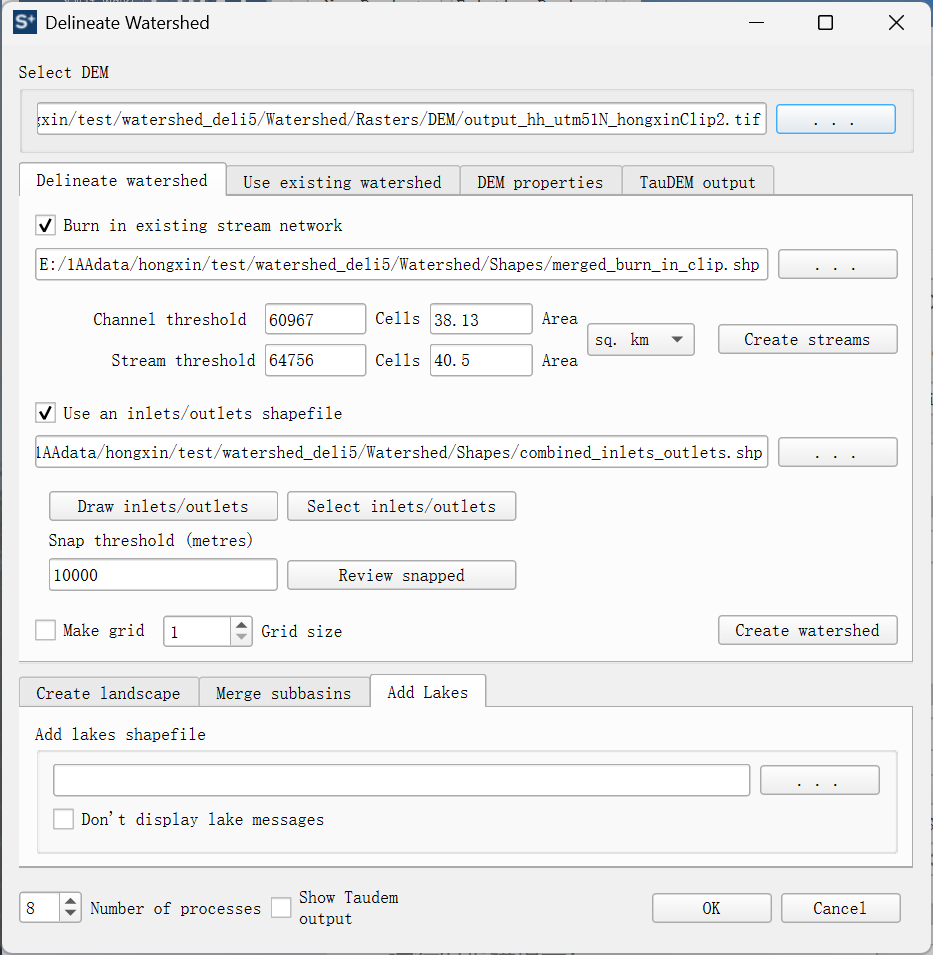 S+ Delineate Watershed
Select DEM
xin/test/watershed_deli5/Watershed/Rasters/DEM/output_hh_utm51N_hongxinClip2.tif
. . .
Delineate watershed Use existing watershed DEM properties TauDEM output
Burn in existing stream network
E:/1AAdata/hongxin/test/watershed_deli5/Watershed/Shapes/merged_burn_in_clip.shp
. . .
Channel threshold 60967 Cells 38.13 Area
sq. km Create streams
Stream threshold 64756 Cells 40.5 Area
Use an inlets/outlets shapefile
1AAdata/hongxin/test/watershed_deli5/Watershed/Shapes/combined_inlets_outlets.shp
. . .
Draw inlets/outlets Select inlets/outlets
Snap threshold (metres)
10000 Review snapped
Make grid 1 Grid size Create watershed
Create landscape Merge subbasins Add Lakes
Add lakes shapefile
. . .
Don't display lake messages
8 Number of processes
Show Taudem
output
OK Cancel